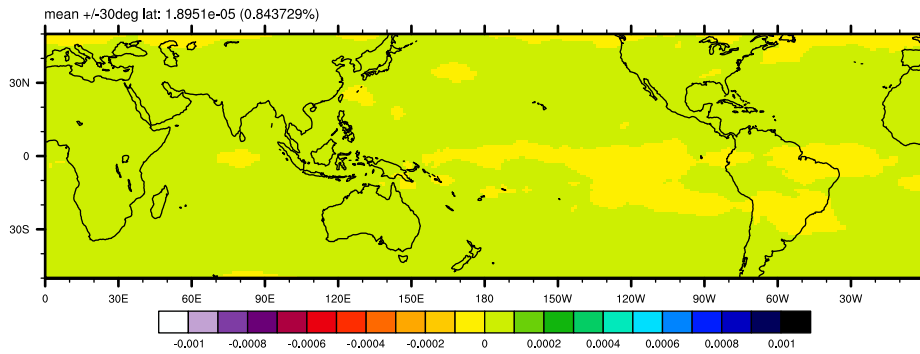 mean +/-30deg lat: 1.8951e-05 (0.843729%)
30N
0
30S
0 30E 60E 90E 120E 150E 180 150W 120W 90W 60W 30W
-0.001 -0.0008 -0.0006 -0.0004 -0.0002 0 0.0002 0.0004 0.0006 0.0008 0.001